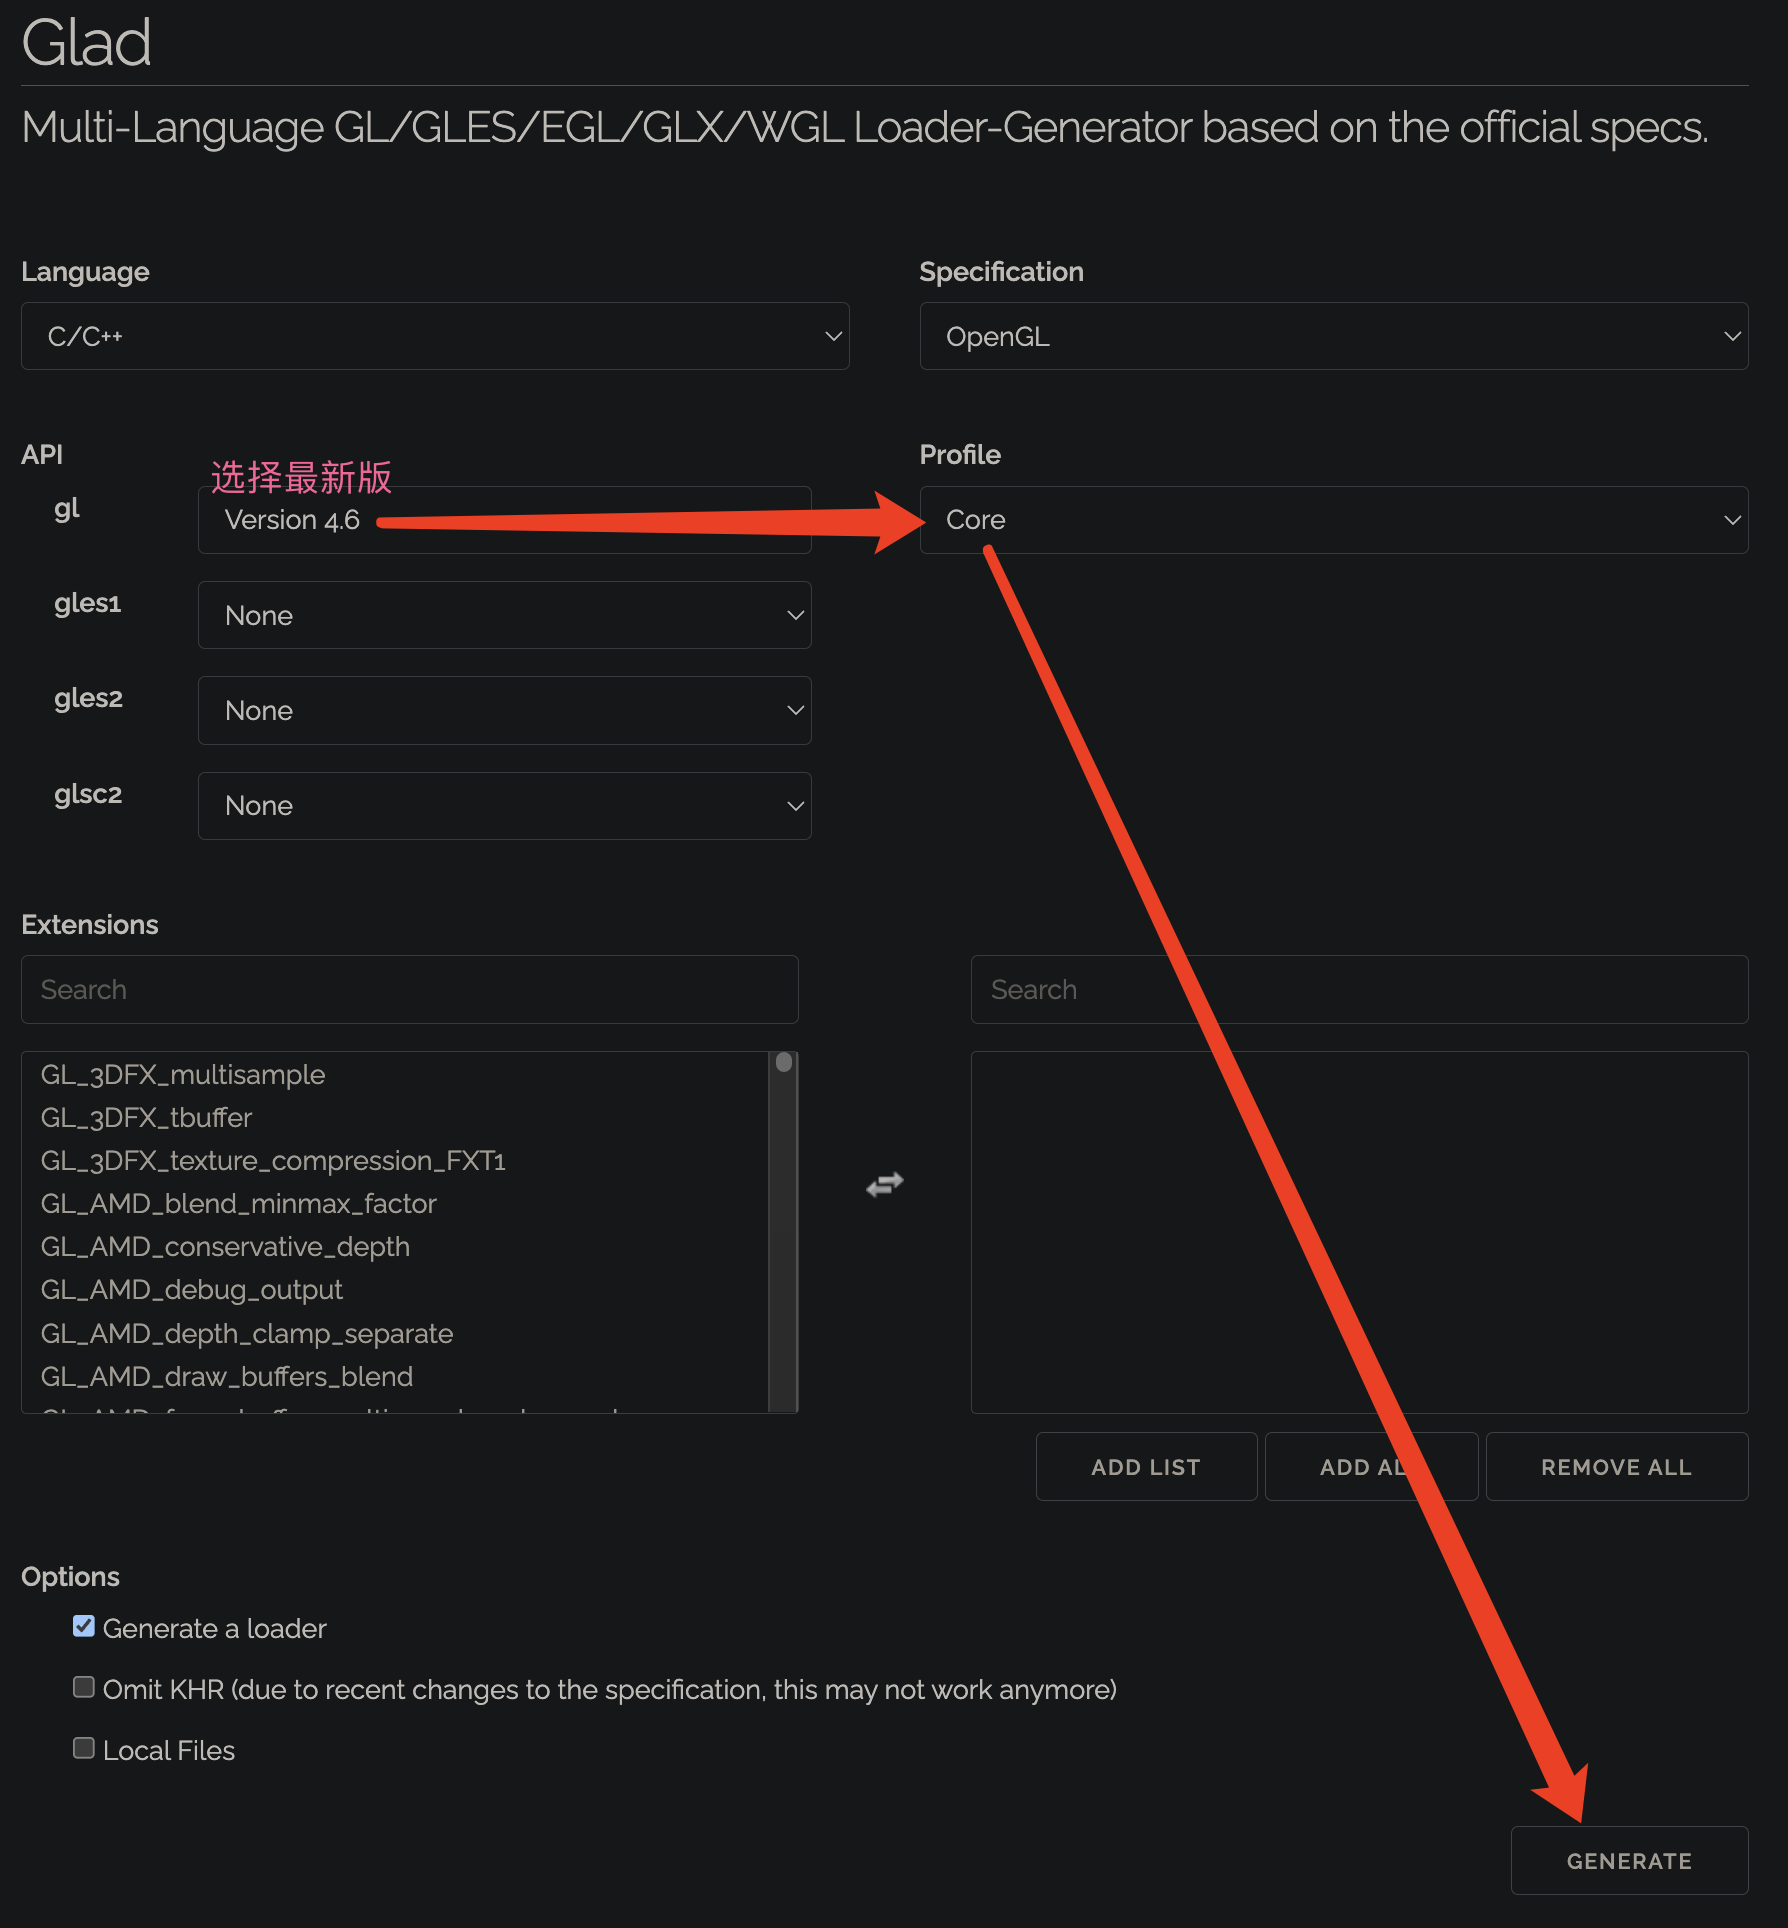 Glad
Multi-Language GL/GLES/EGL/GLX/WGL Loader-Generator based on the official specs.
Language
Specification
C/C++
OpenGL
API
Profile
选择最新版
gl
Version 4.6
Core
gles1
None
gles2
None
glsc2
None
Extensions
Search
Search
GL_3DFX_multisample
GL_3DFX_tbuffer
GL_3DFX_texture_compression_FXT1
GL_AMD_blend_minmax_factor
GL_AMD_conservative_depth
GL_AMD_debug_output
GL_AMD_depth_clamp_separate
GL_AMD_draw_buffers_blend
ADD LIST
ADD AL
REMOVE ALL
Options
Generate a loader
Omit KHR (due to recent changes to the specification, this may not work anymore)
Local Files
GENERATE